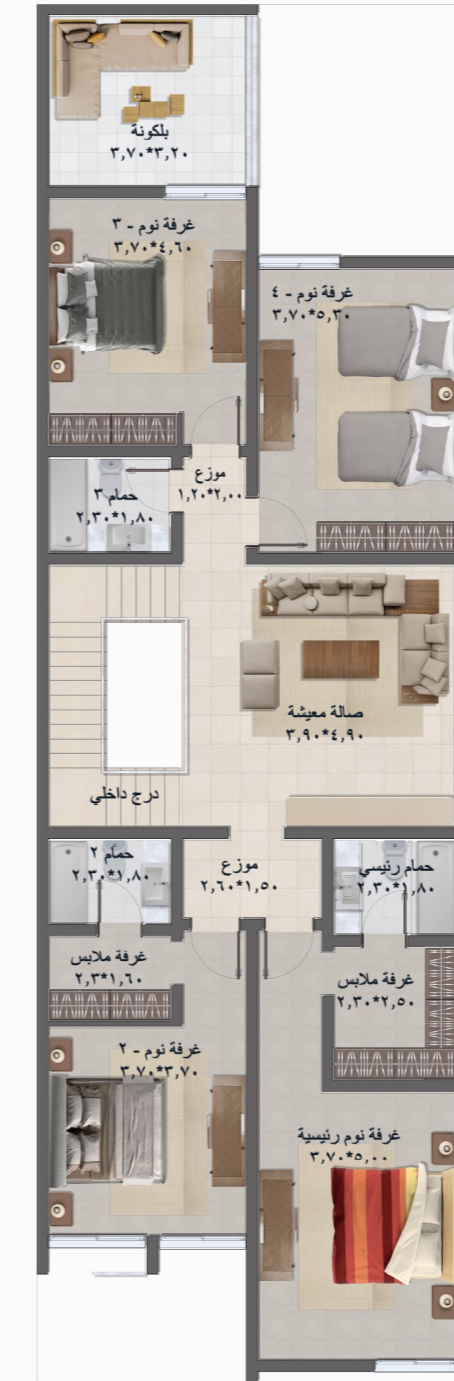 بلكونة
٣,٧٠*٣,٢٠
غرفة نوم - ٣
٣,٧٠*٤,٦٠
غرفة نوم - ٤
٣,٧٠*٥,٣٠
موزع
١,٢٠*٢,٠٠
حمام ٣
٢,٣٠*١,٨٠
صالة معيشة
٣,٩٠*٤,٩٠
درج داخلي
حمام ٢
٢,٣٠*١,٨٠
موزع
٢,٦٠*١,٥٠
حمام رئيسي
٢,٣٠*١,٨٠
غرفة ملابس
٢,٣*١,٦٠
غرفة ملابس
٢,٣٠*٢,٥٠
غرفة نوم - ٢
٣,٧٠*٣,٧٠
غرفة نوم رئيسية
٣,٧٠*٥,٠٠